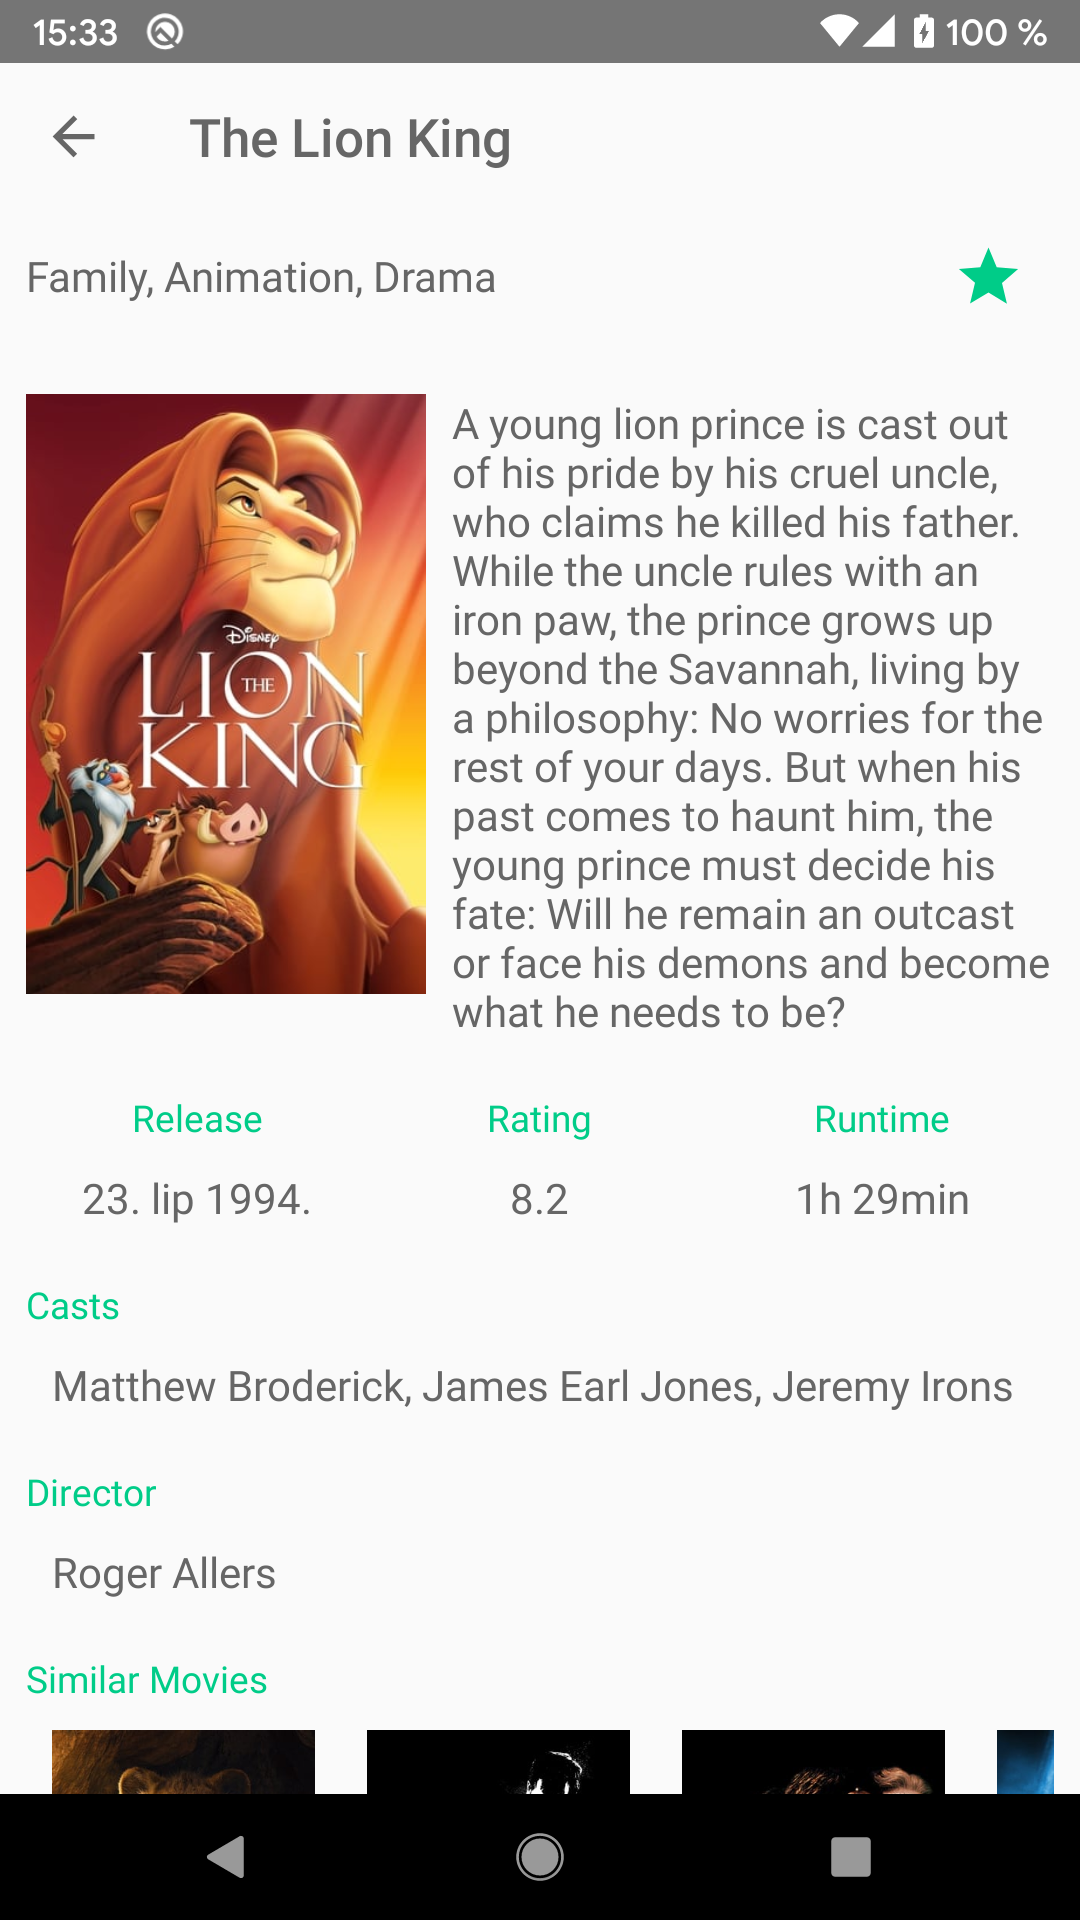 15:33
100 %
The Lion King
Family, Animation, Drama
A young lion prince is cast out
of his pride by his cruel uncle,
who claims he killed his father.
While the uncle rules with an
iron paw, the prince grows up
beyond the Savannah, living by
a philosophy: No worries for the
rest of your days. But when his
past comes to haunt him, the
young prince must decide his
fate: Will he remain an outcast
or face his demons and become
what he needs to be?
DISNEY
THE
LION
KING
Release
Rating
Runtime
23. lip 1994.
8.2
1h 29min
Casts
Matthew Broderick, James Earl Jones, Jeremy Irons
Director
Roger Allers
Similar Movies